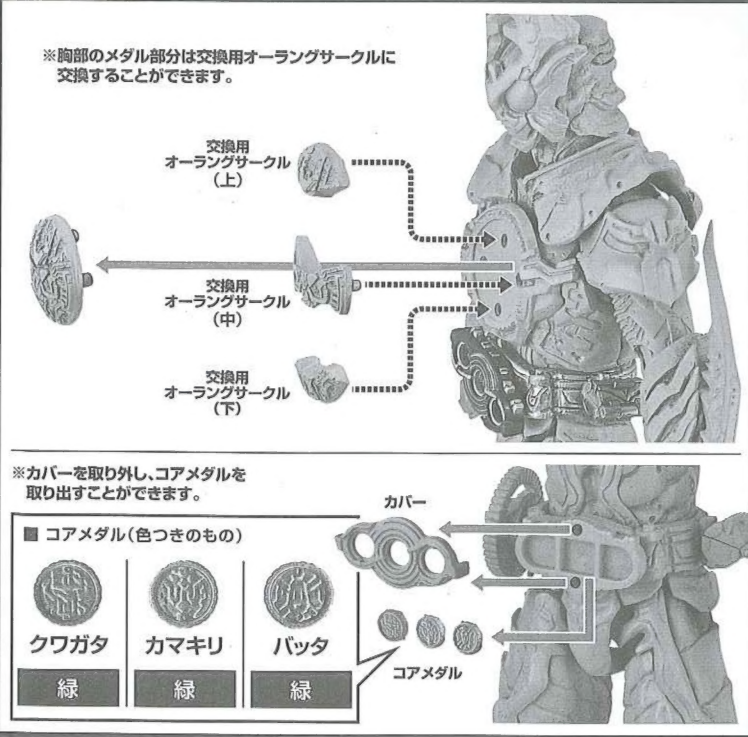 ※胸部のメダル部分は交換用オーラングサークルに
交換することができます。
交換用
オーラングサークル
(上)
交換用
オーラングサークル
(中)
交換用
オーラングサークル
(下)
※カバーを取り外し、コアメダルを
取り出すことができます。
カバー
■ コアメダル(色つきのもの)
クワガタ
カマキリ
バッタ
緑
緑
緑
コアメダル